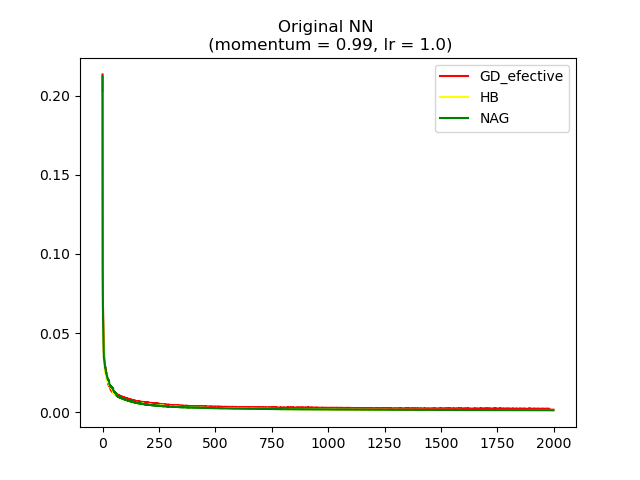 Original NN
(momentum = 0.99, lr = 1.0)
GD_efective
HB
NAG
0.20
0.15
0.10
0.05
0.00
0 250 500 750 1000 1250 1500 1750 2000